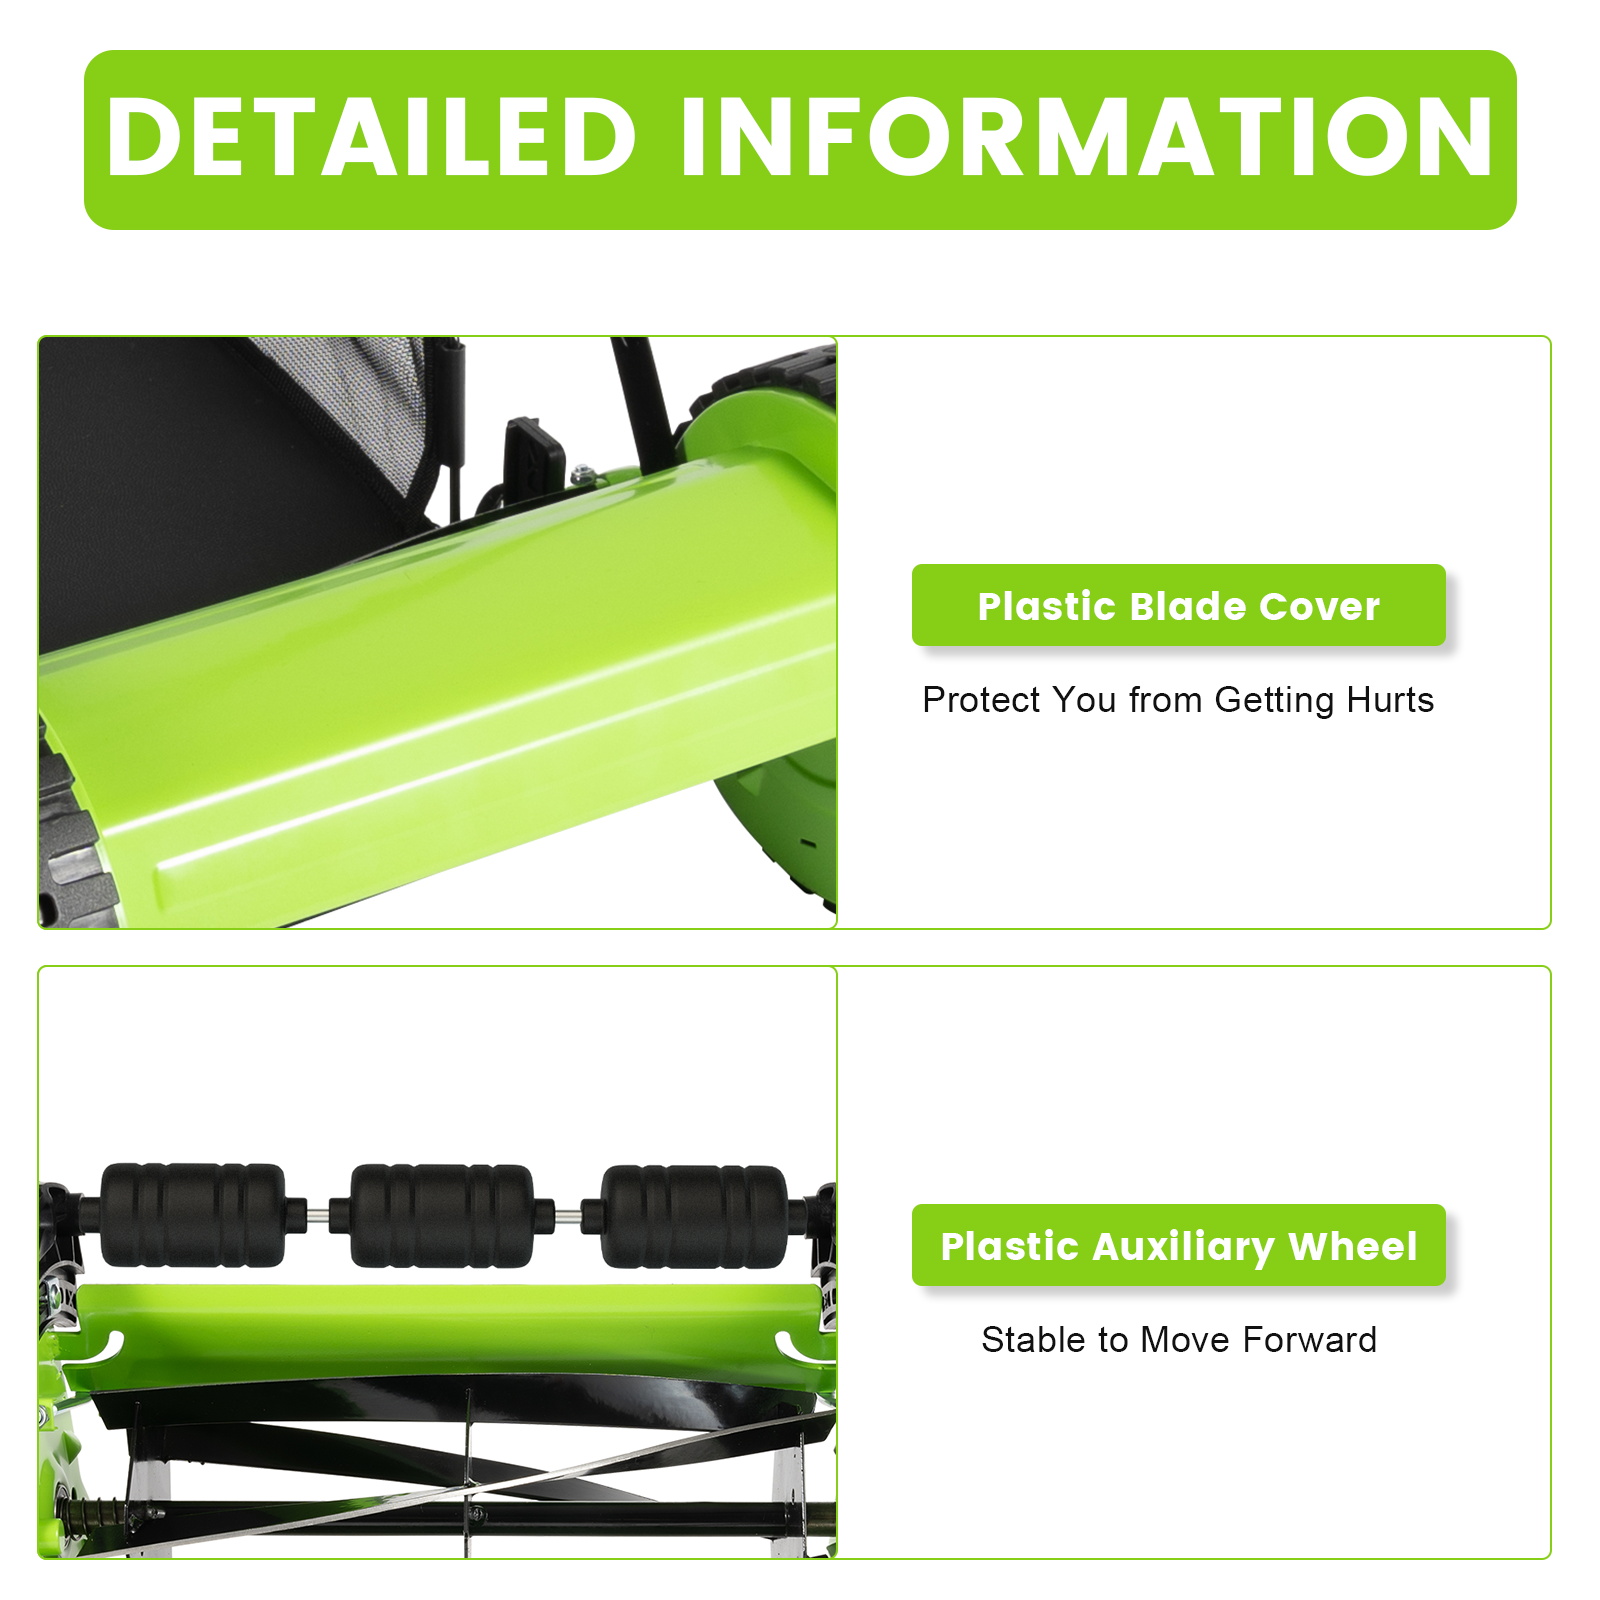 DETAILED INFORMATION
Plastic Blade Cover
Protect You from Getting Hurts
Plastic Auxiliary Wheel
Stable to Move Forward